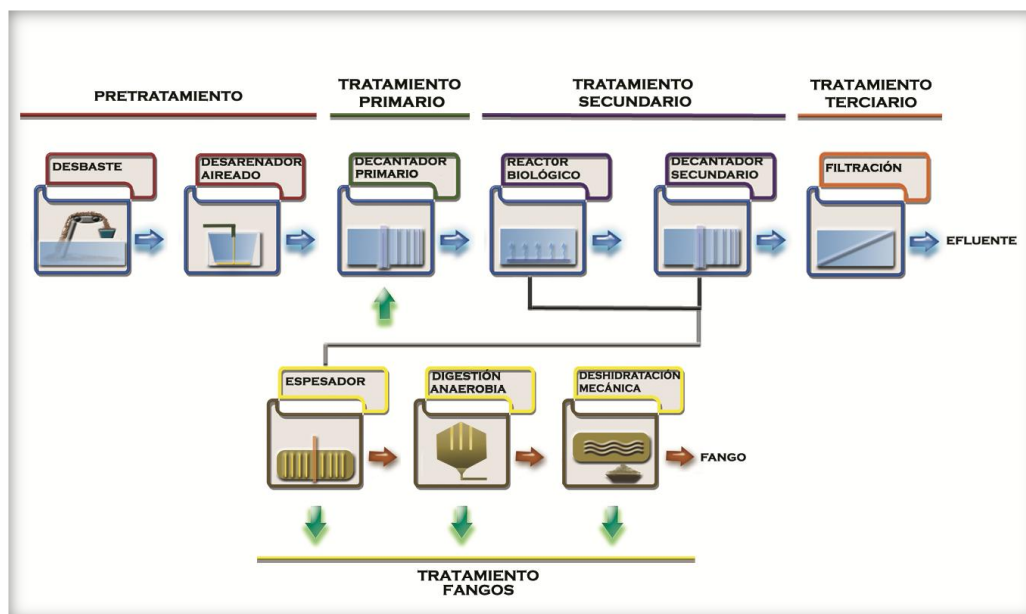 PRETRATAMIENTO
TRATAMIENTO
PRIMARIO
TRATAMIENTO
SECUNDARIO
TRATAMIENTO
TERCIARIO
DESBASTE
DESARENADOR
AIREADO
DECANTADOR
PRIMARIO
REACT0R
BIOLÓGICO
DECANTADOR
SECUNDARIO
FILTRACIÓN
EFLUENTE
ESPESADOR
DIGESTIÓN
ANAEROBIA
DESHIDRATACIÓN
MECÁNICA
FANGO
TRATAMIENTO
FANGOS